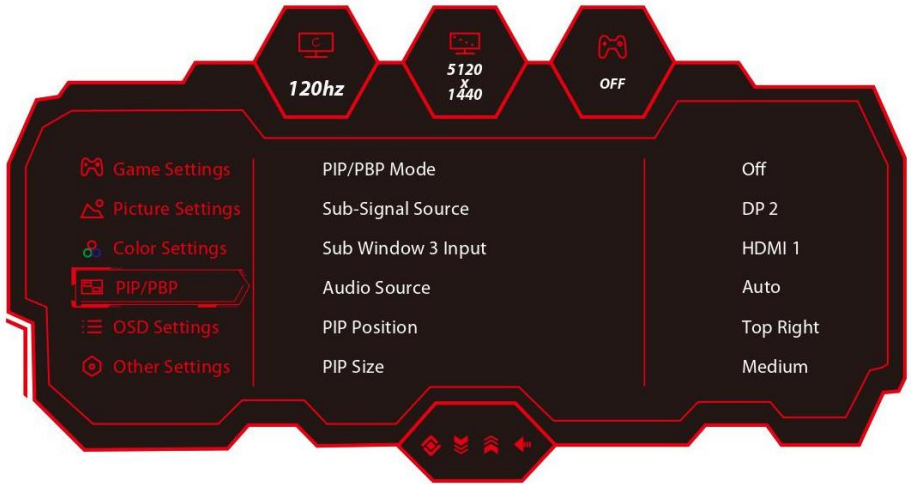 120hz
5120
x
1440
OFF
Game Settings
PIP/PBP Mode
Off
Picture Settings
Sub-Signal Source
DP 2
Color Settings
Sub Window 3 Input
HDMI 1
PIP/PBP
Audio Source
Auto
OSD Settings
PIP Position
Top Right
Other Settings
PIP Size
Medium